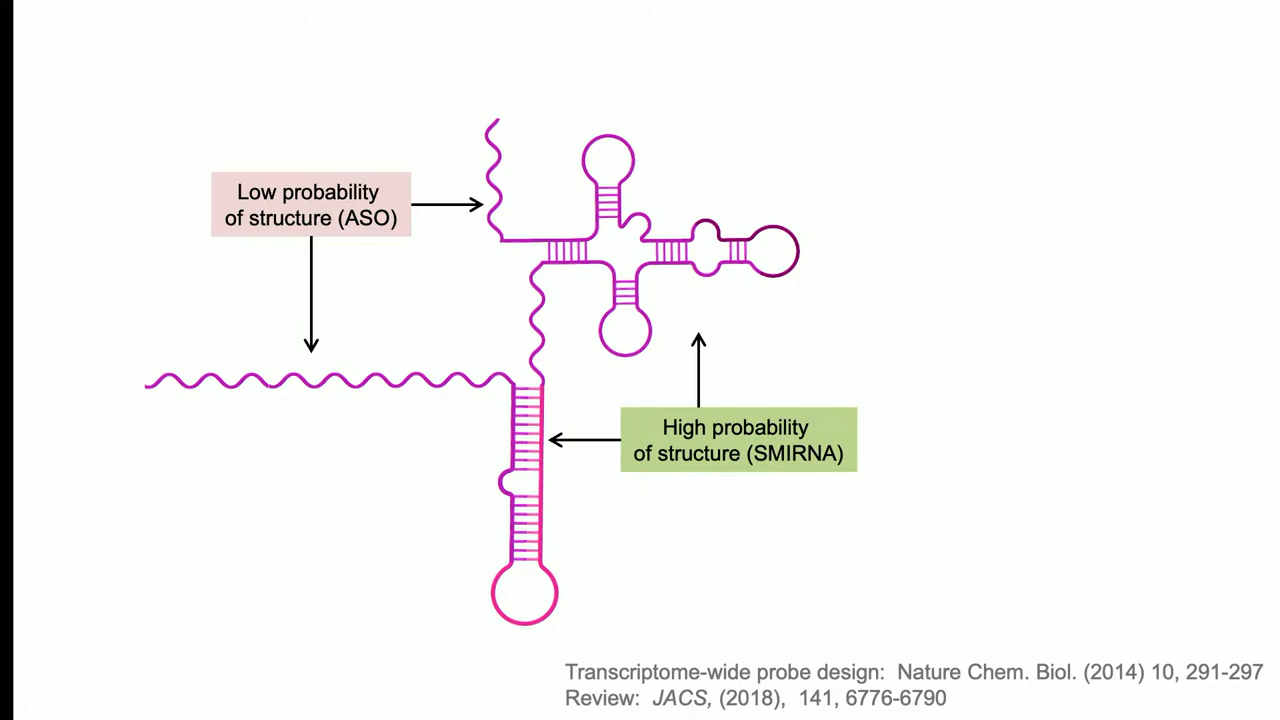 Low probability
of structure (ASO)
High probability
of structure (SMIRNA)
Transcriptome-wide probe design:  Nature Chem. Biol. (2014) 10, 291-297
Review:  JACS, (2018),  141, 6776-6790